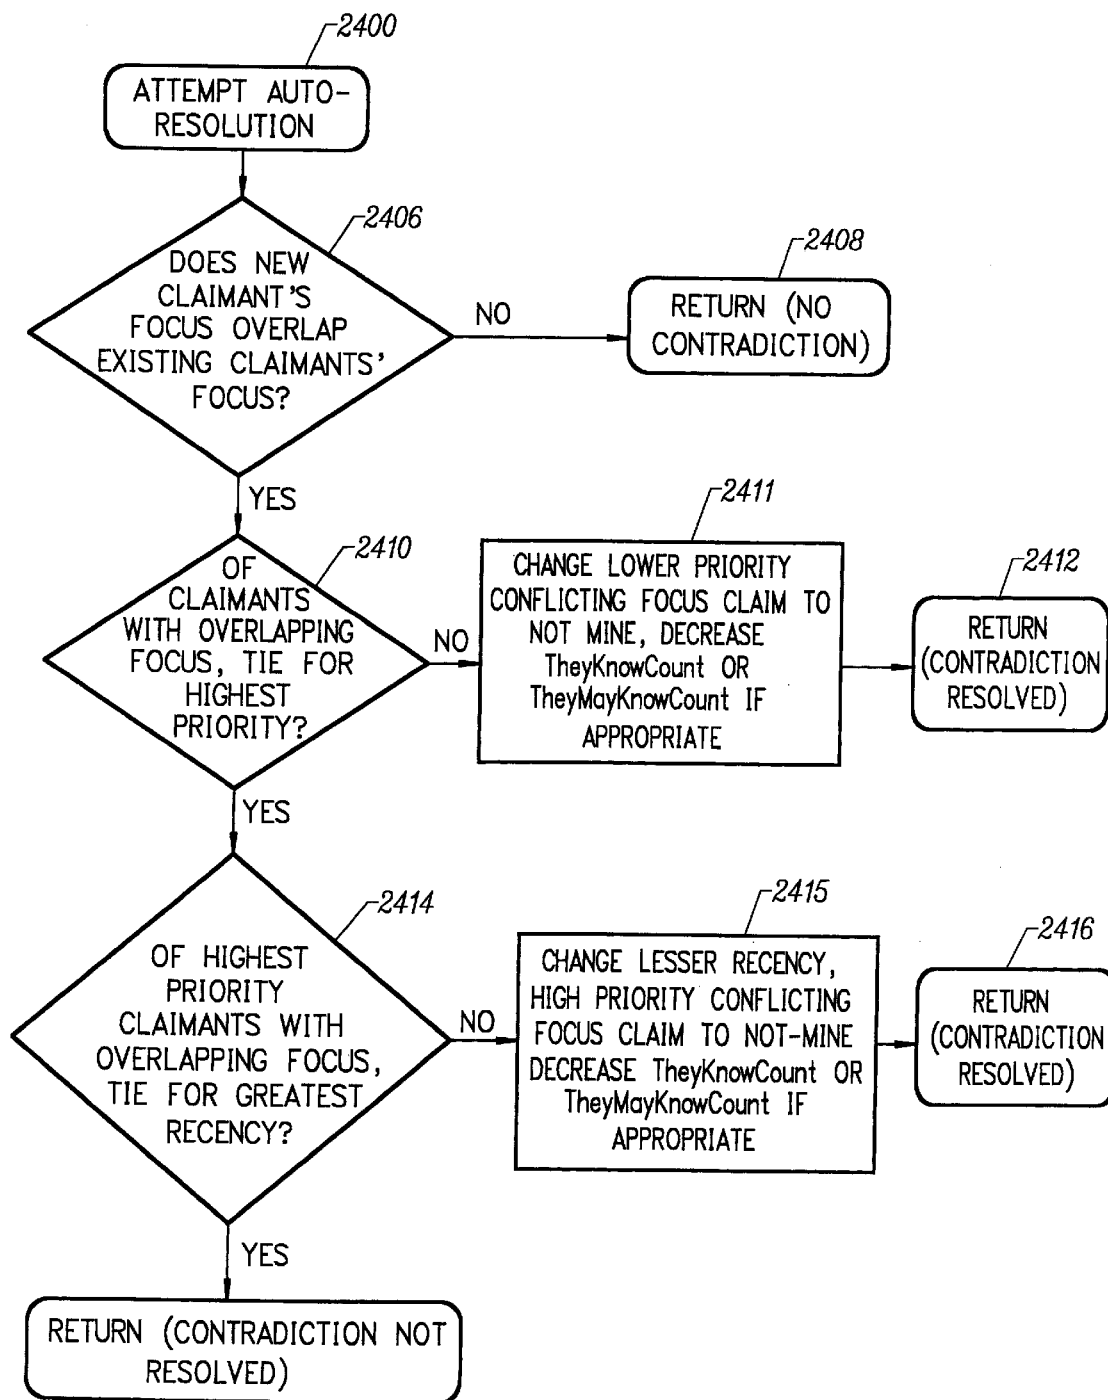 2400
ATTEMPT AUTO-
RESOLUTION
2406
DOES NEW
CLAIMANT'S
FOCUS OVERLAP
EXISTING CLAIMANTS'
FOCUS?
NO
2408
RETURN (NO
CONTRADICTION)
YES
2410
OF
CLAIMANTS
WITH OVERLAPPING
FOCUS, TIE FOR
HIGHEST
PRIORITY?
NO
2411
CHANGE LOWER PRIORITY
CONFLICTING FOCUS CLAIM TO
NOT MINE, DECREASE
TheyKnowCount OR
TheyMayKnowCount IF
APPROPRIATE
2412
RETURN
(CONTRADICTION
RESOLVED)
YES
2414
OF HIGHEST
PRIORITY
CLAIMANTS WITH
OVERLAPPING FOCUS,
TIE FOR GREATEST
RECENCY?
NO
2415
CHANGE LESSER RECENCY,
HIGH PRIORITY CONFLICTING
FOCUS CLAIM TO NOT-MINE
DECREASE TheyKnowCount OR
TheyMayKnowCount IF
APPROPRIATE
2416
RETURN
(CONTRADICTION
RESOLVED)
YES
RETURN (CONTRADICTION NOT
RESOLVED)